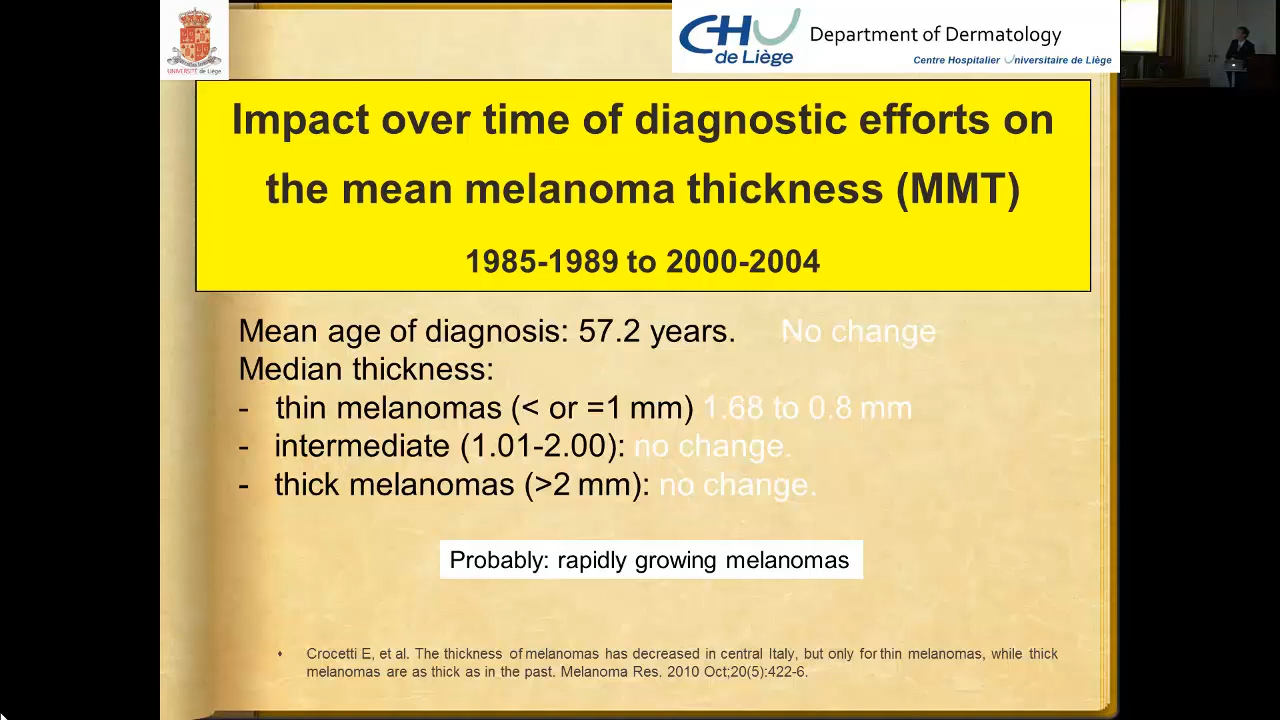 UNIVERSITÉ de Liège
CHU
de Liège
Department of Dermatology
Centre Hospitalier Universitaire de Liège
Impact over time of diagnostic efforts on
the mean melanoma thickness (MMT)
1985-1989 to 2000-2004
Mean age of diagnosis: 57.2 years. No change
Median thickness:
- thin melanomas (< or =1 mm) 1.68 to 0.8 mm
- intermediate (1.01-2.00): no change.
- thick melanomas (>2 mm): no change.
Probably: rapidly growing melanomas
♦ Crocetti E, et al. The thickness of melanomas has decreased in central Italy, but only for thin melanomas, while thick
melanomas are as thick as in the past. Melanoma Res. 2010 Oct;20(5):422-6.